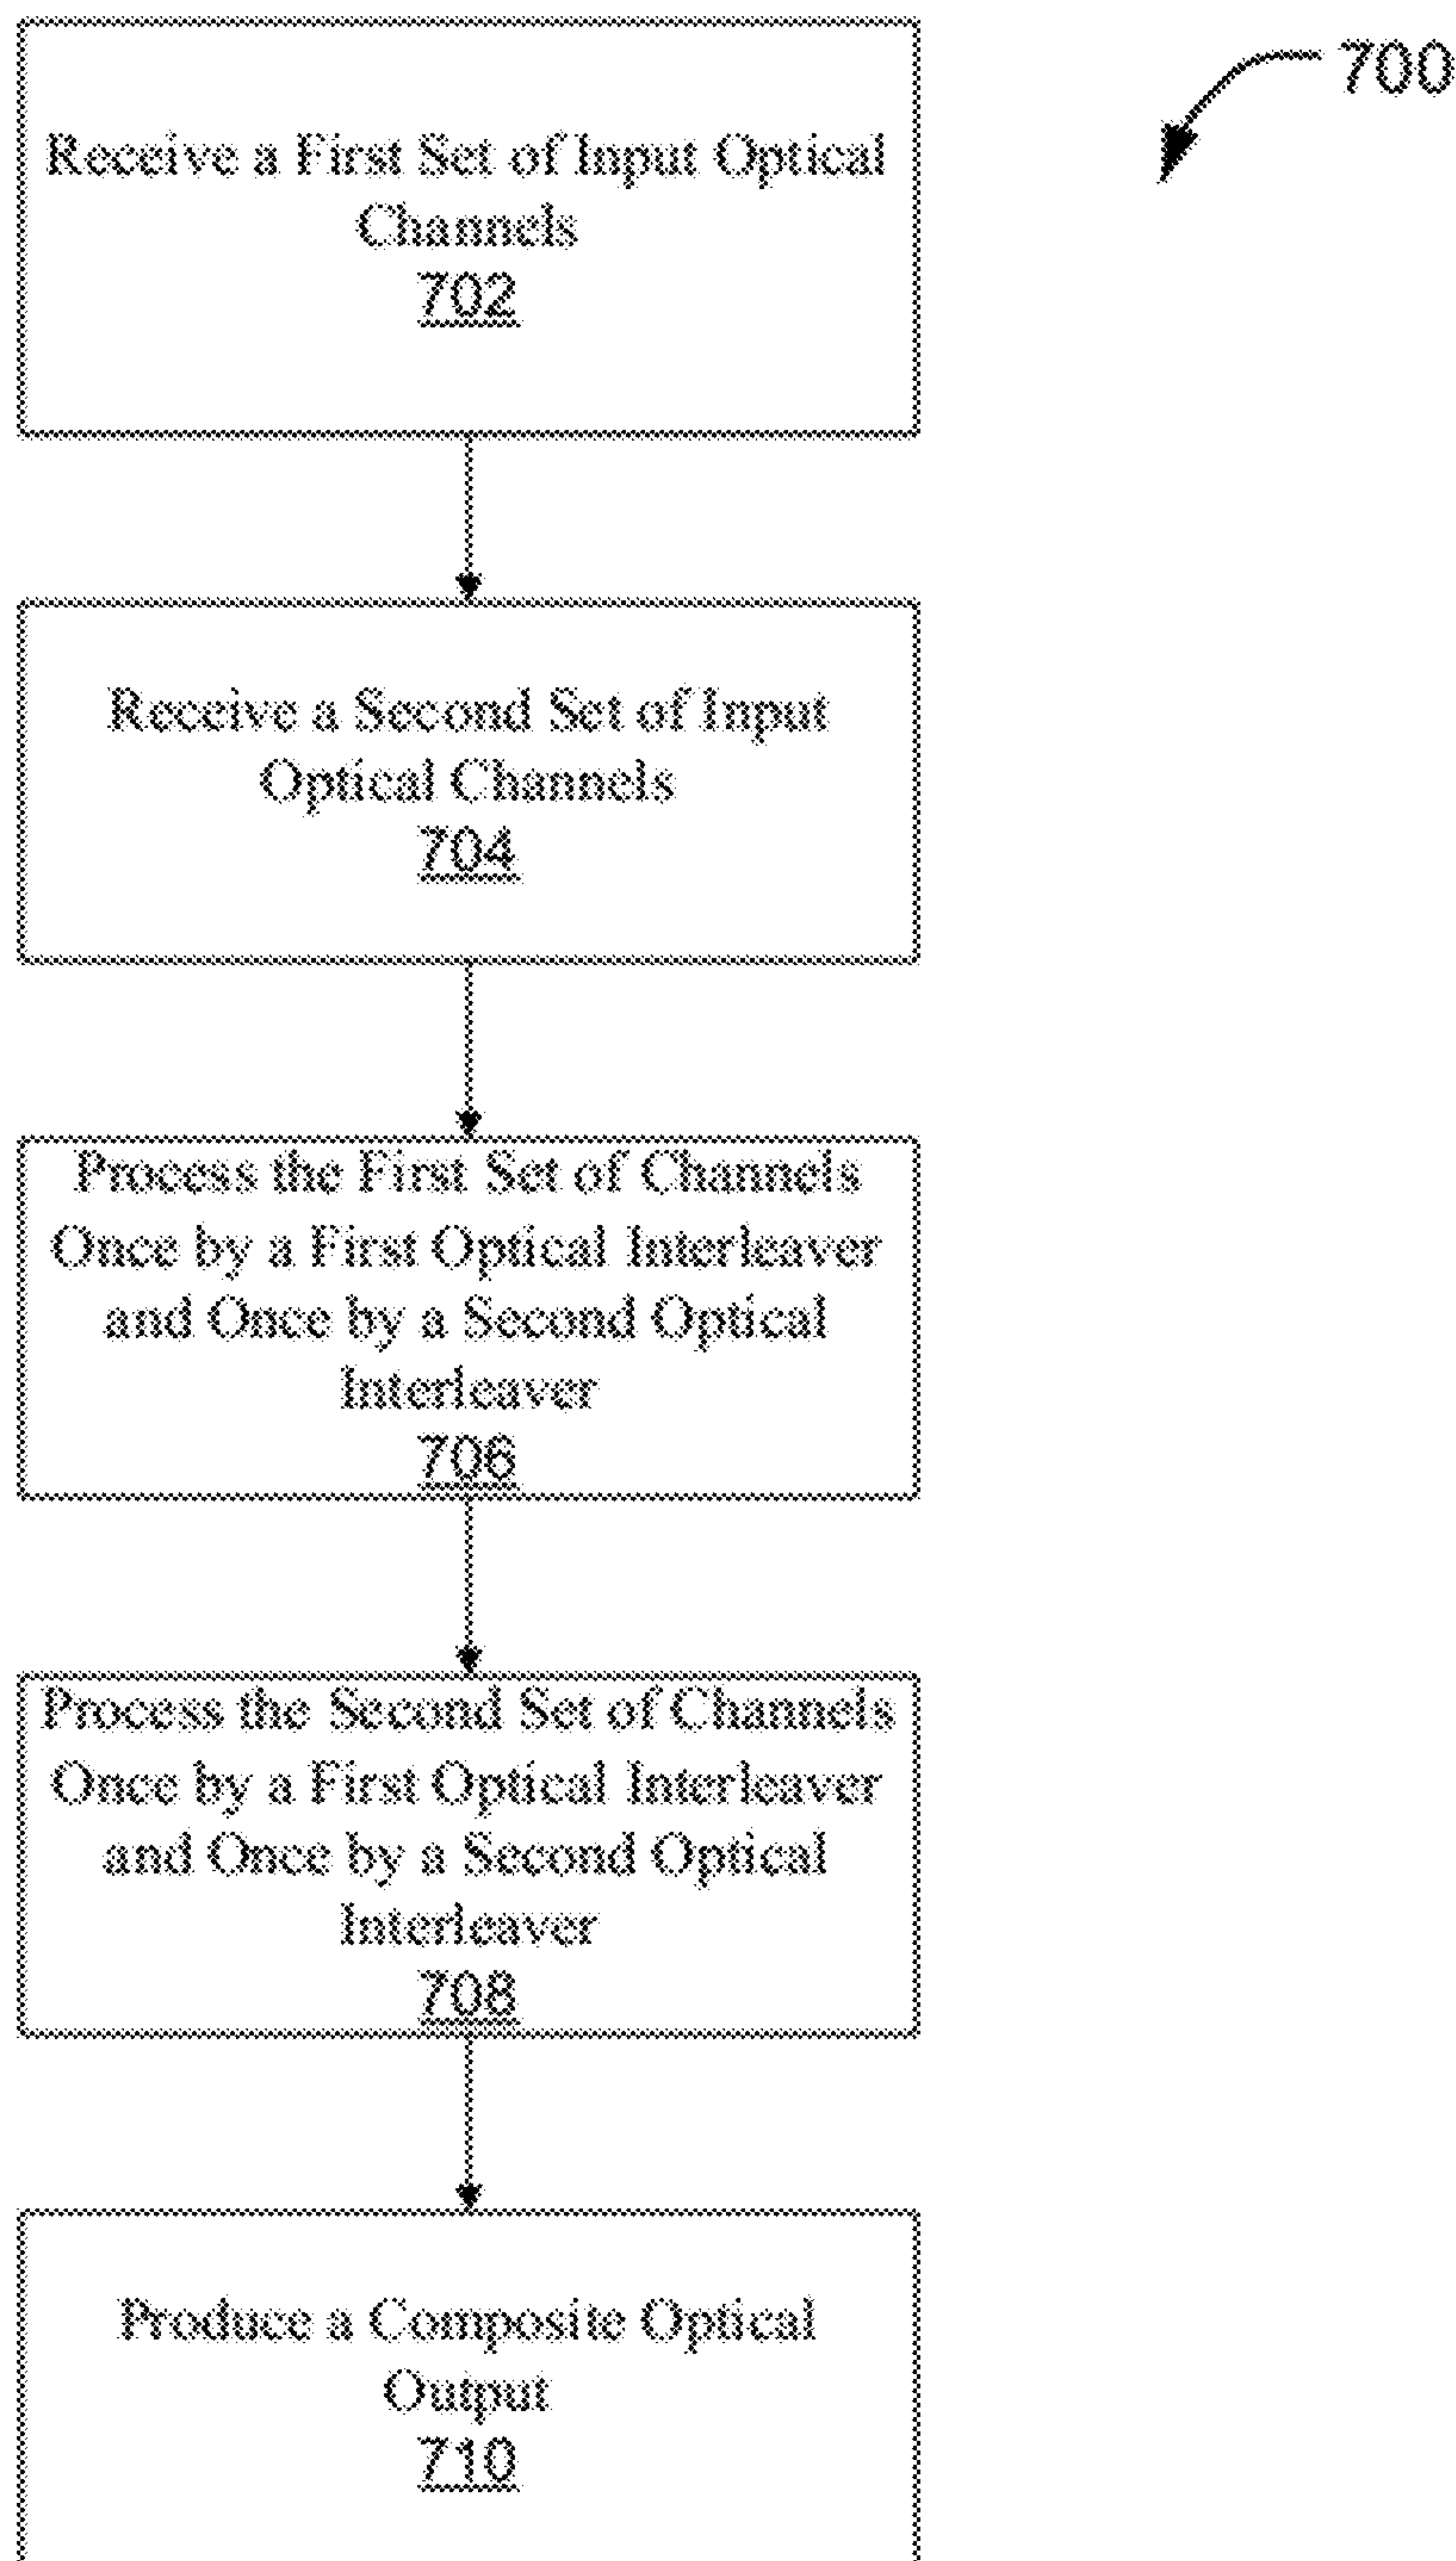 700
Receive a First Set of Input Optical
Channels
702
Receive a Second Set of Input
Optical Channels
704
Process the First Set of Channels
Once by a First Optical Interleaver
and Once by a Second Optical
Interleaver
706
Process the Second Set of Channels
Once by a First Optical Interleaver
and Once by a Second Optical
Interleaver
708
Produce a Composite Optical
Output
710